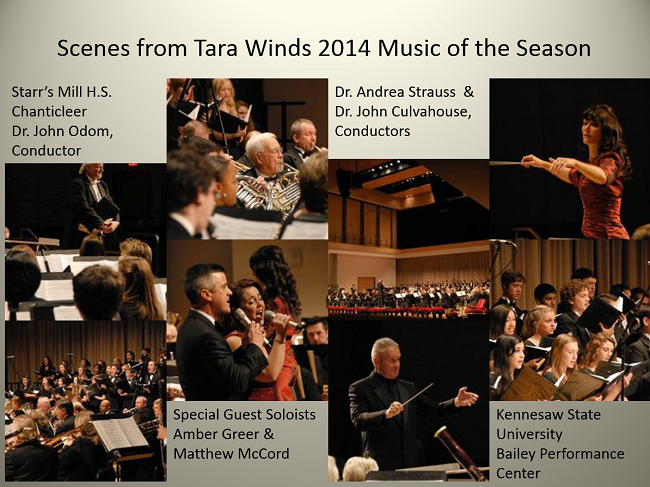 Scenes from Tara Winds 2014 Music of the Season
Starr's Mill H.S.
Chanticleer
Dr. John Odom,
Conductor
Dr. Andrea Strauss &
Dr. John Culvahouse,
Conductors
Special Guest Soloists
Amber Greer &
Matthew McCord
Kennesaw State
University
Bailey Performance
Center